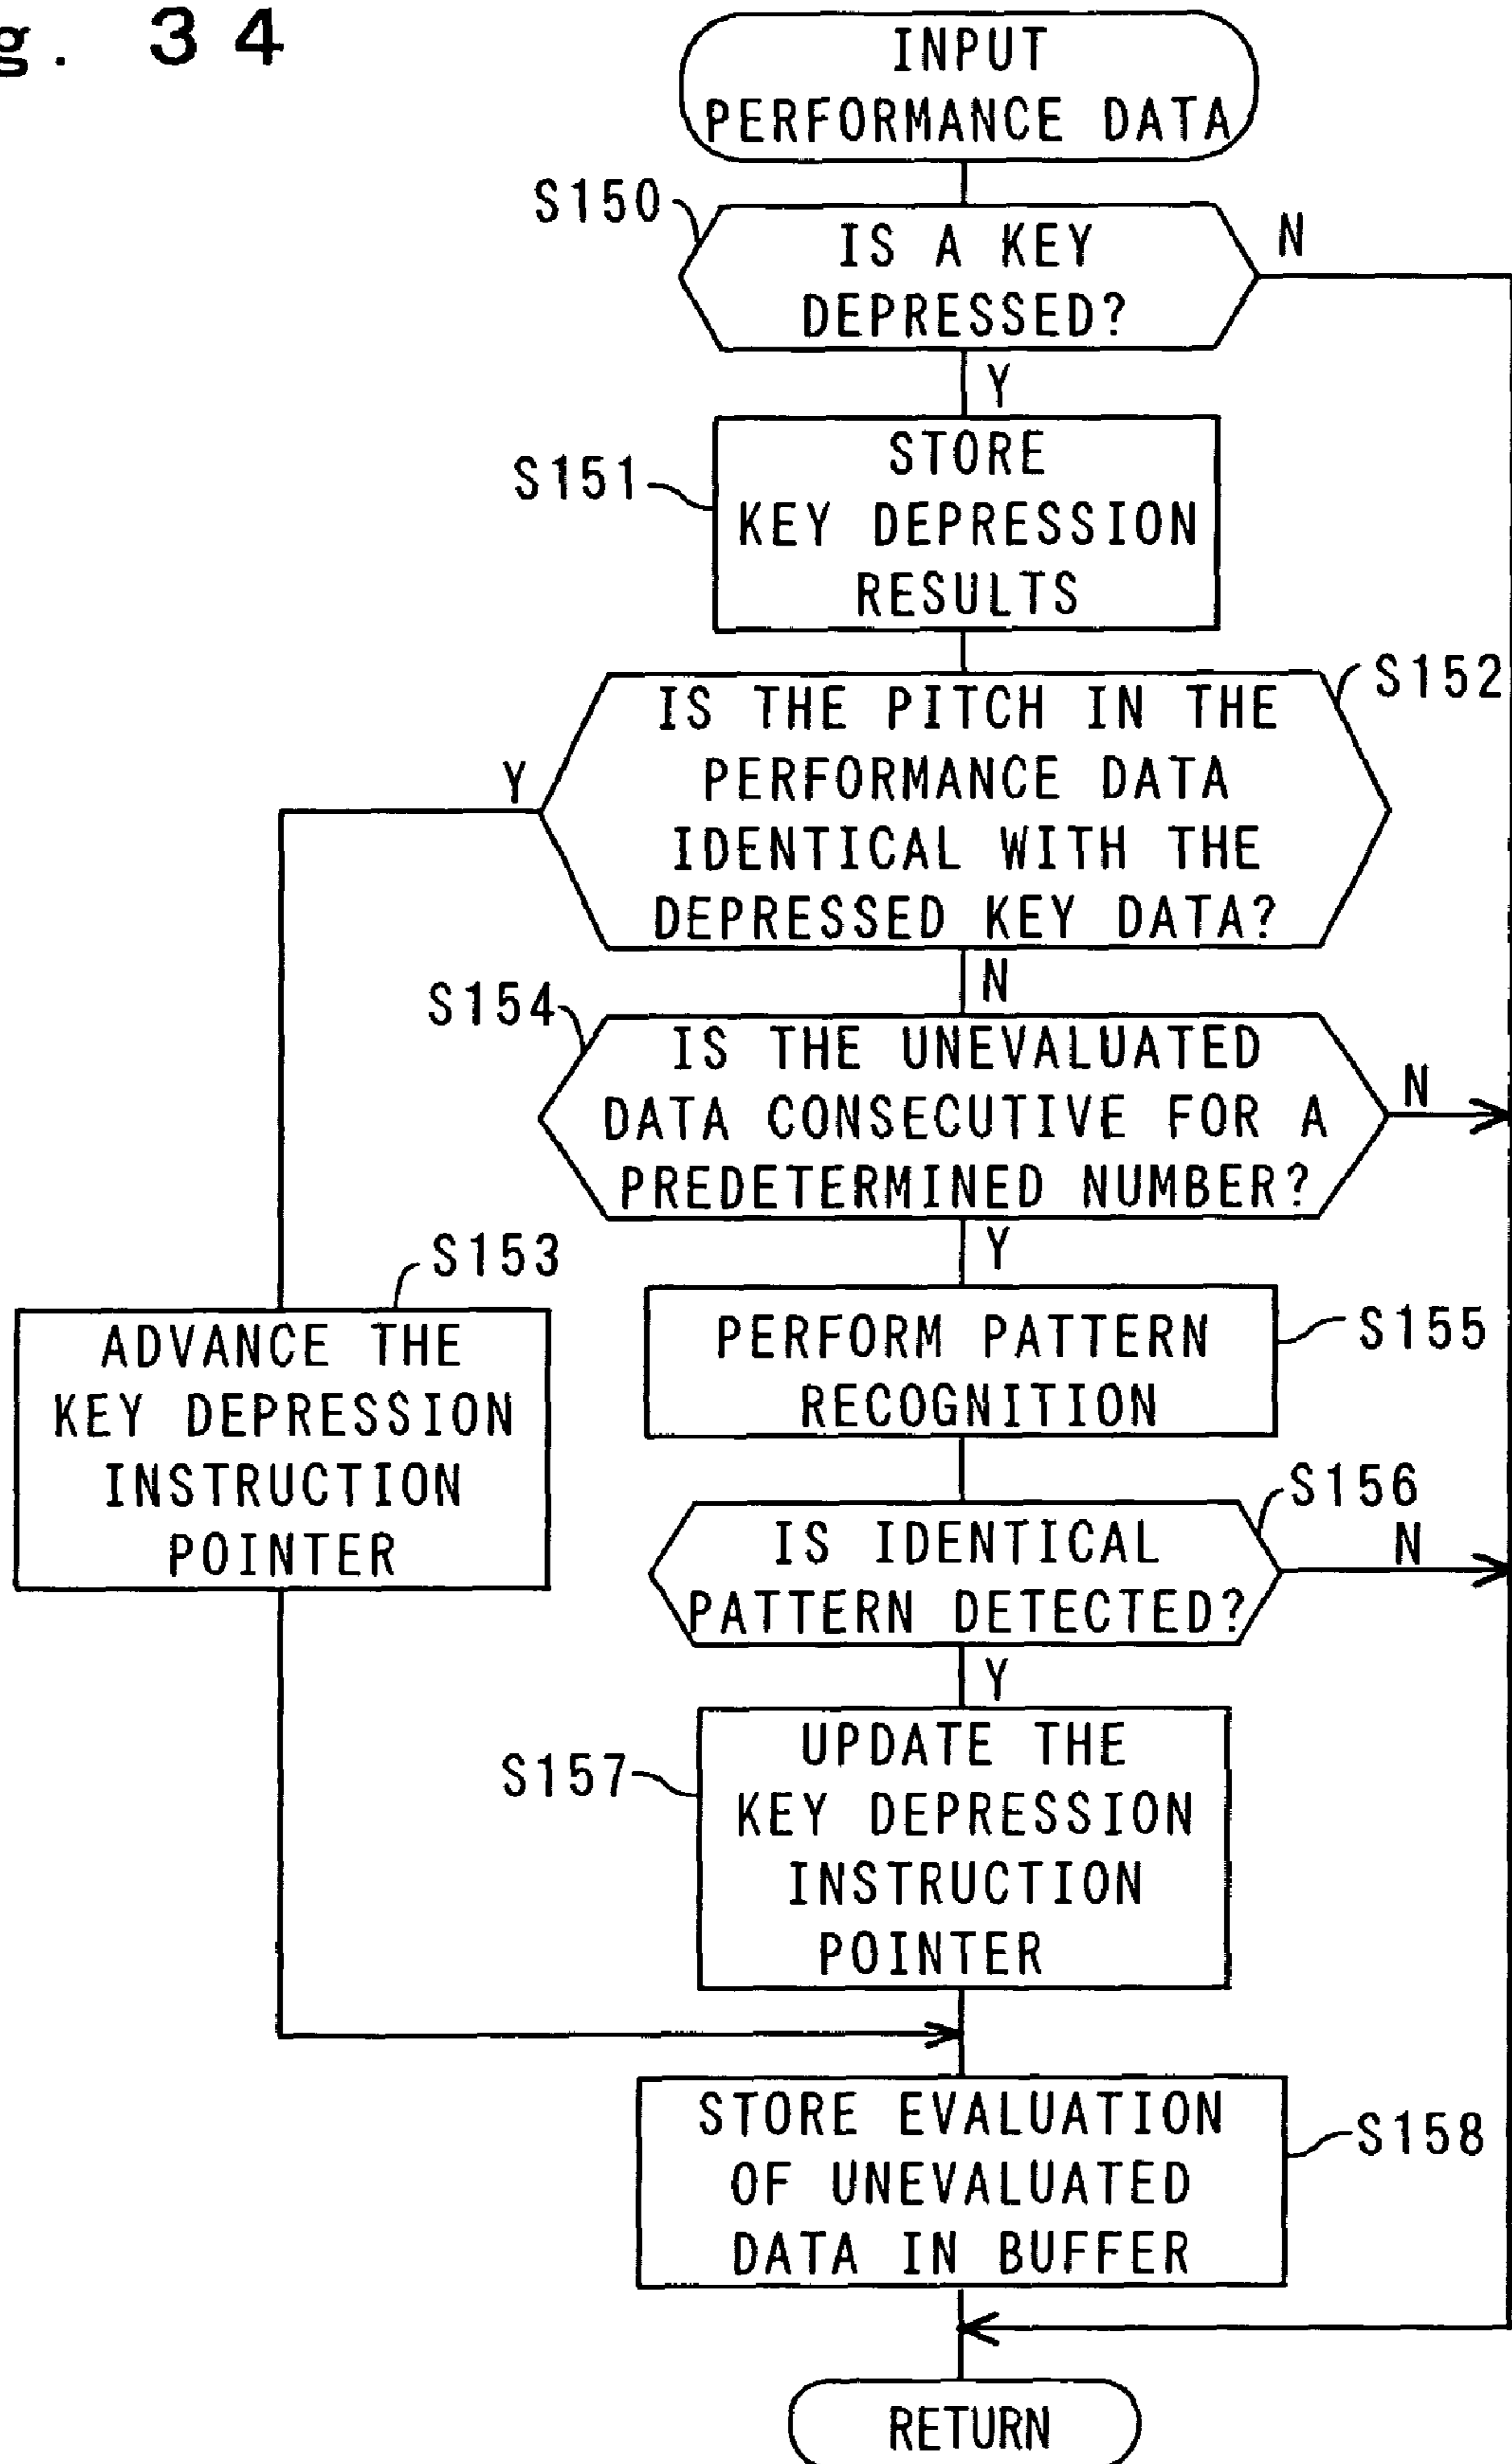 g. 34
INPUT
PERFORMANCE DATA
S150
IS A KEY
DEPRESSED?
N
Y
S151
STORE
KEY DEPRESSION
RESULTS
S152
IS THE PITCH IN THE
PERFORMANCE DATA
IDENTICAL WITH THE
DEPRESSED KEY DATA?
Y
N
S154
IS THE UNEVALUATED
DATA CONSECUTIVE FOR A
PREDETERMINED NUMBER?
N
Y
S153
ADVANCE THE
KEY DEPRESSION
INSTRUCTION
POINTER
S155
PERFORM PATTERN
RECOGNITION
S156
IS IDENTICAL
PATTERN DETECTED?
N
Y
S157
UPDATE THE
KEY DEPRESSION
INSTRUCTION
POINTER
S158
STORE EVALUATION
OF UNEVALUATED
DATA IN BUFFER
RETURN